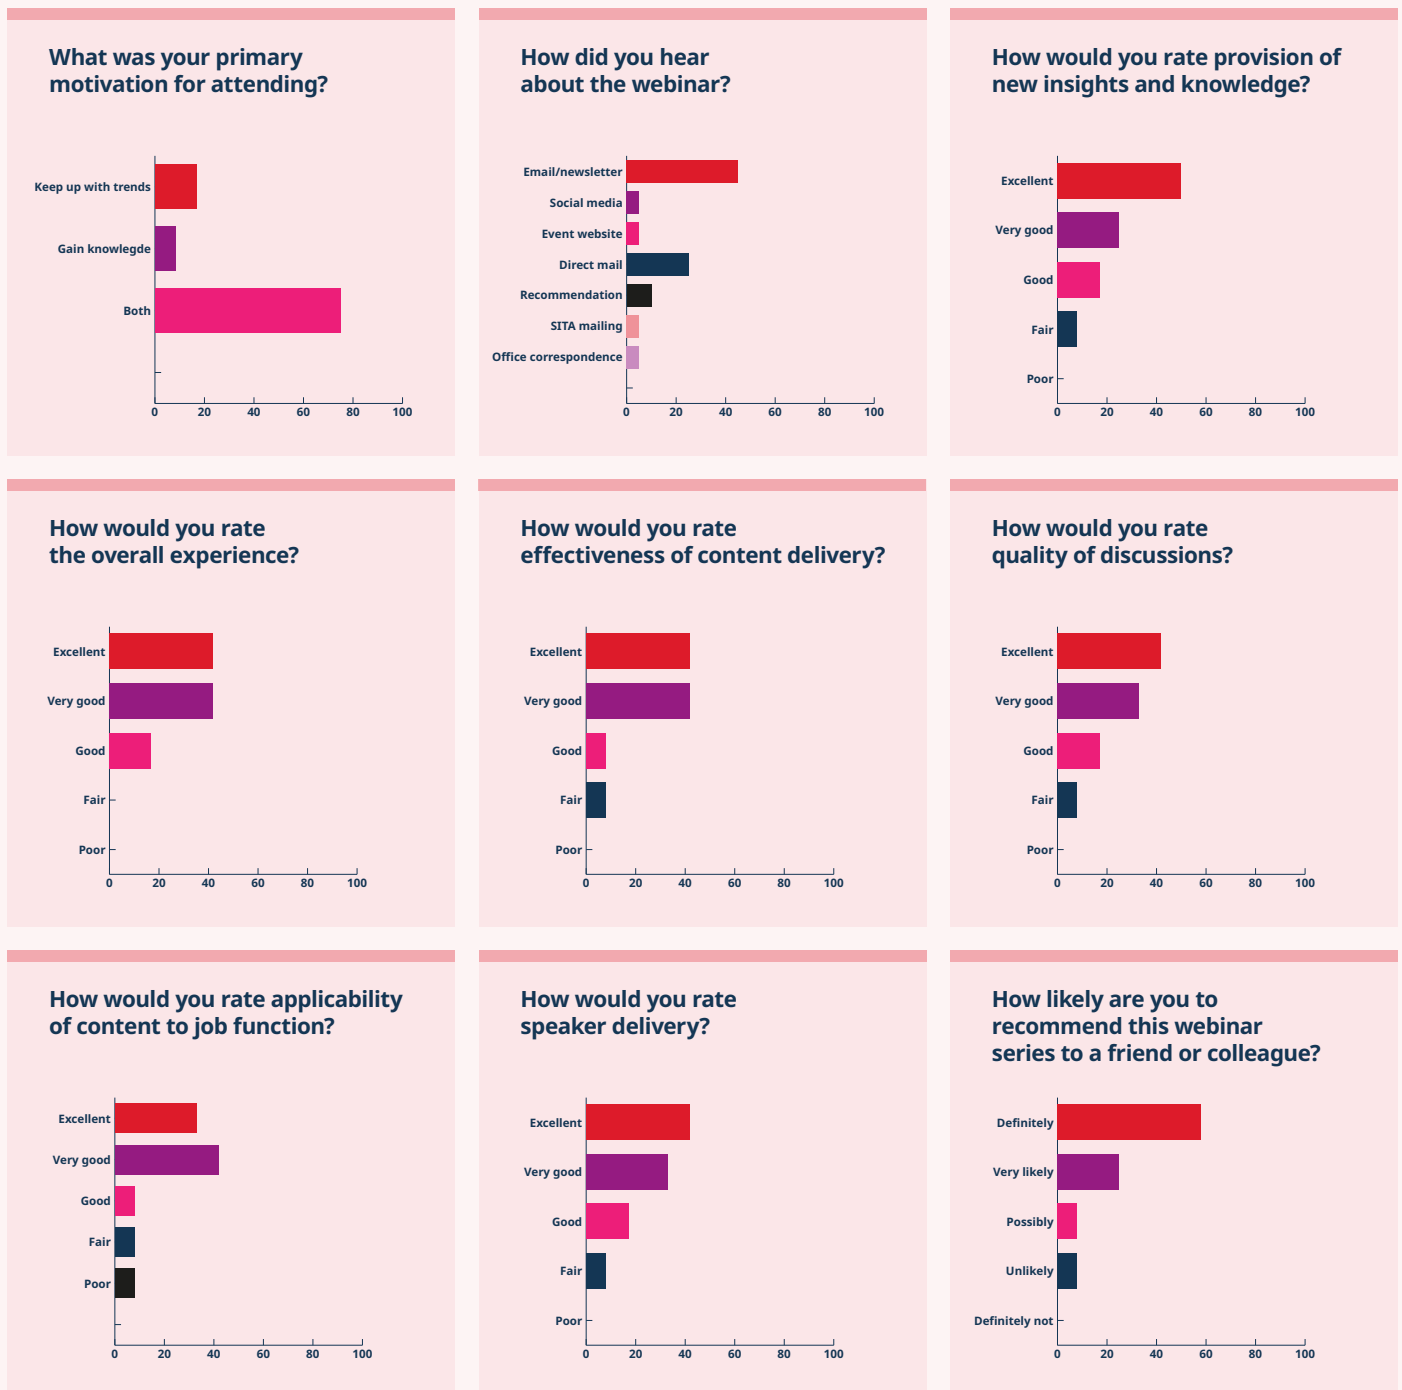 What was your primary
motivation for attending?
Keep up with trends
Gain knowlegde
Both
0 20 40 60 80 100
How did you hear
about the webinar?
Email/newsletter
Social media
Event website
Direct mail
Recommendation
SITA mailing
Office correspondence
0 20 40 60 80 100
How would you rate provision of
new insights and knowledge?
Excellent
Very good
Good
Fair
Poor
0 20 40 60 80 100
How would you rate
the overall experience?
Excellent
Very good
Good
Fair
Poor
0 20 40 60 80 100
How would you rate
effectiveness of content delivery?
Excellent
Very good
Good
Fair
Poor
0 20 40 60 80 100
How would you rate
quality of discussions?
Excellent
Very good
Good
Fair
Poor
0 20 40 60 80 100
How would you rate applicability
of content to job function?
Excellent
Very good
Good
Fair
Poor
0 20 40 60 80 100
How would you rate
speaker delivery?
Excellent
Very good
Good
Fair
Poor
0 20 40 60 80 100
How likely are you to
recommend this webinar
series to a friend or colleague?
Definitely
Very likely
Possibly
Unlikely
Definitely not
0 20 40 60 80 100